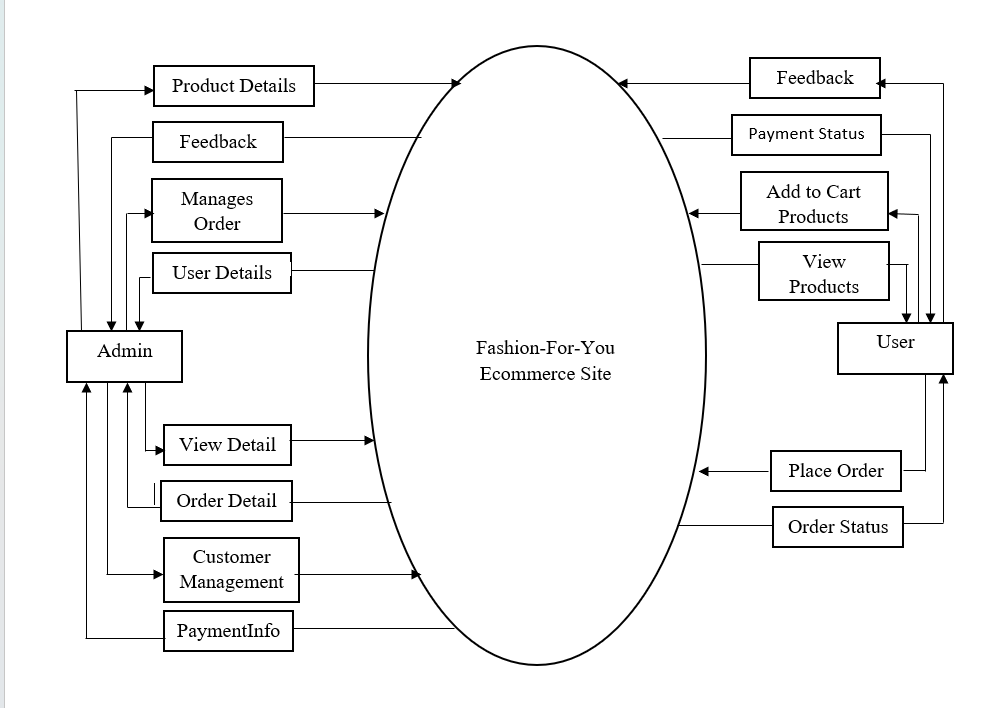 Product Details
Feedback
Manages
Order
User Details
Admin
View Detail
Order Detail
Customer
Management
PaymentInfo
Fashion-For-You
Ecommerce Site
Feedback
Payment Status
Add to Cart
Products
View
Products
User
Place Order
Order Status